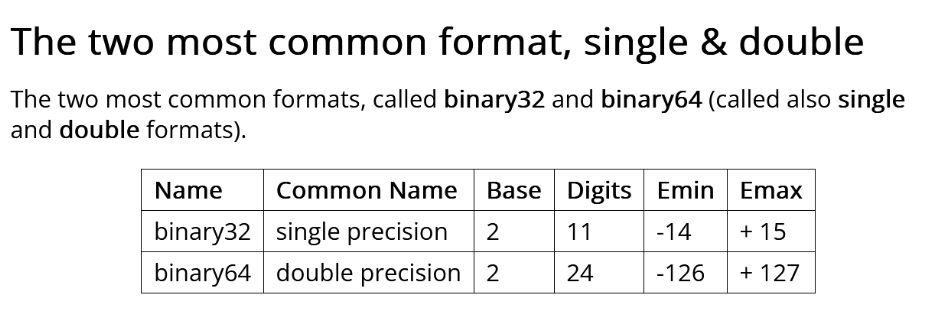 The two most common format, single & double
The two most common formats, called binary32 and binary64 (called also single
and double formats).
Name Common Name Base Digits Emin Emax
binary32 single precision 2 11 -14 + 15
binary64 double precision 2 24 -126 + 127